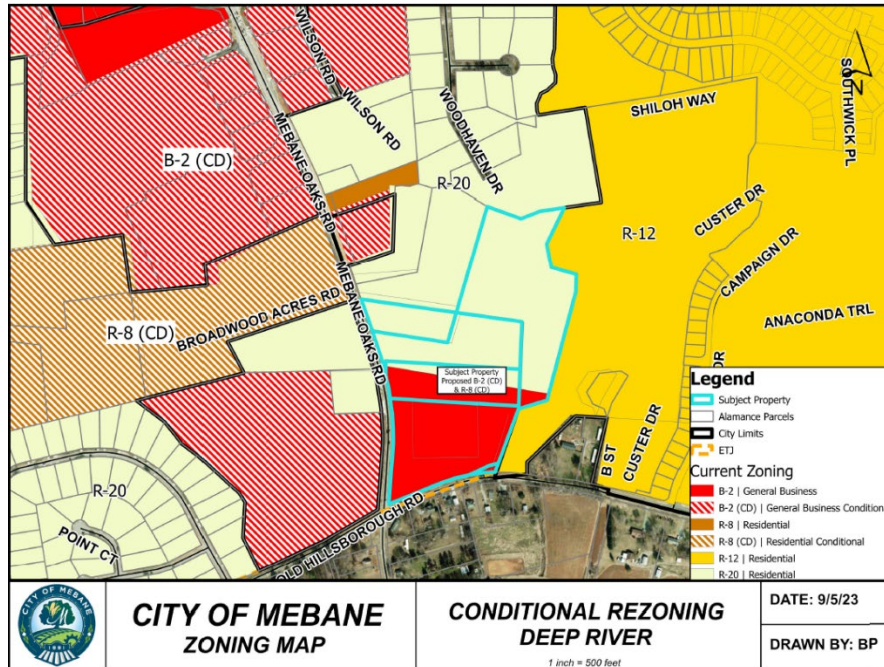 WILSON RD
WILSON RD
WOODHAVEN DR
SHILOH WAY
SOUTHWICK PL
B-2 (CD)
MEBANE OAKS RD
R-20
R-12
CUSTER DR
CAMPAIGN DR
ANACONDA TRL
MEBANE OAKS RD
BROADWOOD ACRES RD
R-8 (CD)
Subject Property
Proposed B-2 (CD)
& R-8 (CD)
DR
CUSTER DR
B ST
R-20
POINT CT
OLD HILLSBOROUGH RD
Legend
Subject Property
Alamance Parcels
City Limits
ETJ
Current Zoning
B-2 | General Business
B-2 (CD) | General Business Condition
R-8 | Residential
R-8 (CD) | Residential Conditional
R-12 | Residential
R-20 | Residential
CITY OF MEBANE
1881
CITY OF MEBANE
ZONING MAP
CONDITIONAL REZONING
DEEP RIVER
1 inch = 500 feet
DATE: 9/5/23
DRAWN BY: BP